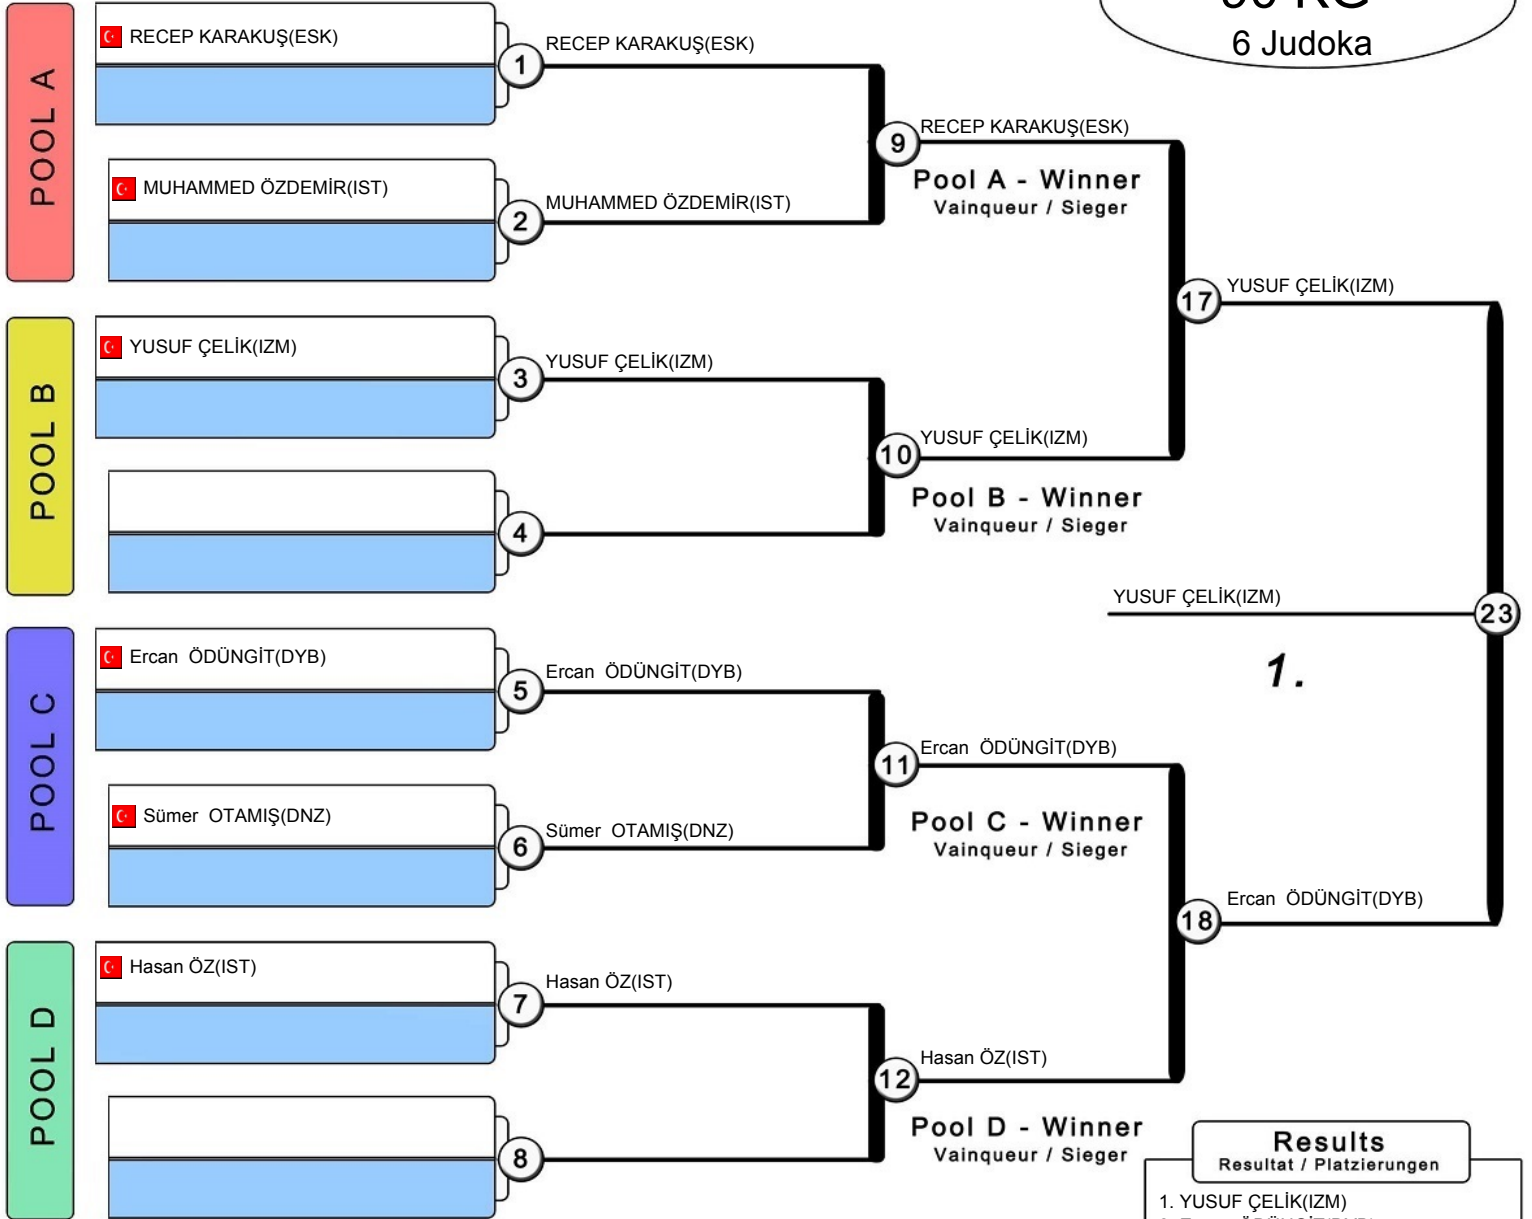 6 Judoka
POOL A
RECEP KARAKUŞ(ESK)
1
RECEP KARAKUŞ(ESK)
MUHAMMED ÖZDEMİR(IST)
2
MUHAMMED ÖZDEMİR(IST)
9
RECEP KARAKUŞ(ESK)
Pool A - Winner
Vainqueur / Sieger
POOL B
YUSUF ÇELİK(IZM)
3
YUSUF ÇELİK(IZM)
4
10
YUSUF ÇELİK(IZM)
Pool B - Winner
Vainqueur / Sieger
17
YUSUF ÇELİK(IZM)
YUSUF ÇELİK(IZM)
23
1.
POOL C
Ercan ÖDÜNGİT(DYB)
5
Ercan ÖDÜNGİT(DYB)
Sümer OTAMIŞ(DNZ)
6
Sümer OTAMIŞ(DNZ)
11
Ercan ÖDÜNGİT(DYB)
Pool C - Winner
Vainqueur / Sieger
18
Ercan ÖDÜNGİT(DYB)
POOL D
Hasan ÖZ(IST)
7
Hasan ÖZ(IST)
8
12
Hasan ÖZ(IST)
Pool D - Winner
Vainqueur / Sieger
Results
Resultat / Platzierungen
1. YUSUF ÇELİK(IZM)